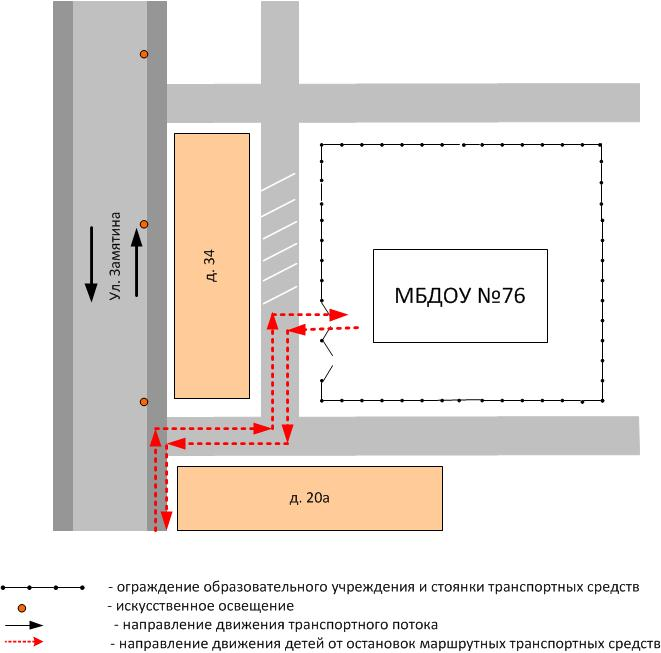 Ул. Замятина
д. 34
МБДОУ №76
д. 20а
- ограждение образовательного учреждения и стоянки транспортных средств
- искусственное освещение
- направление движения транспортного потока
- направление движения детей от остановок маршрутных транспортных средств